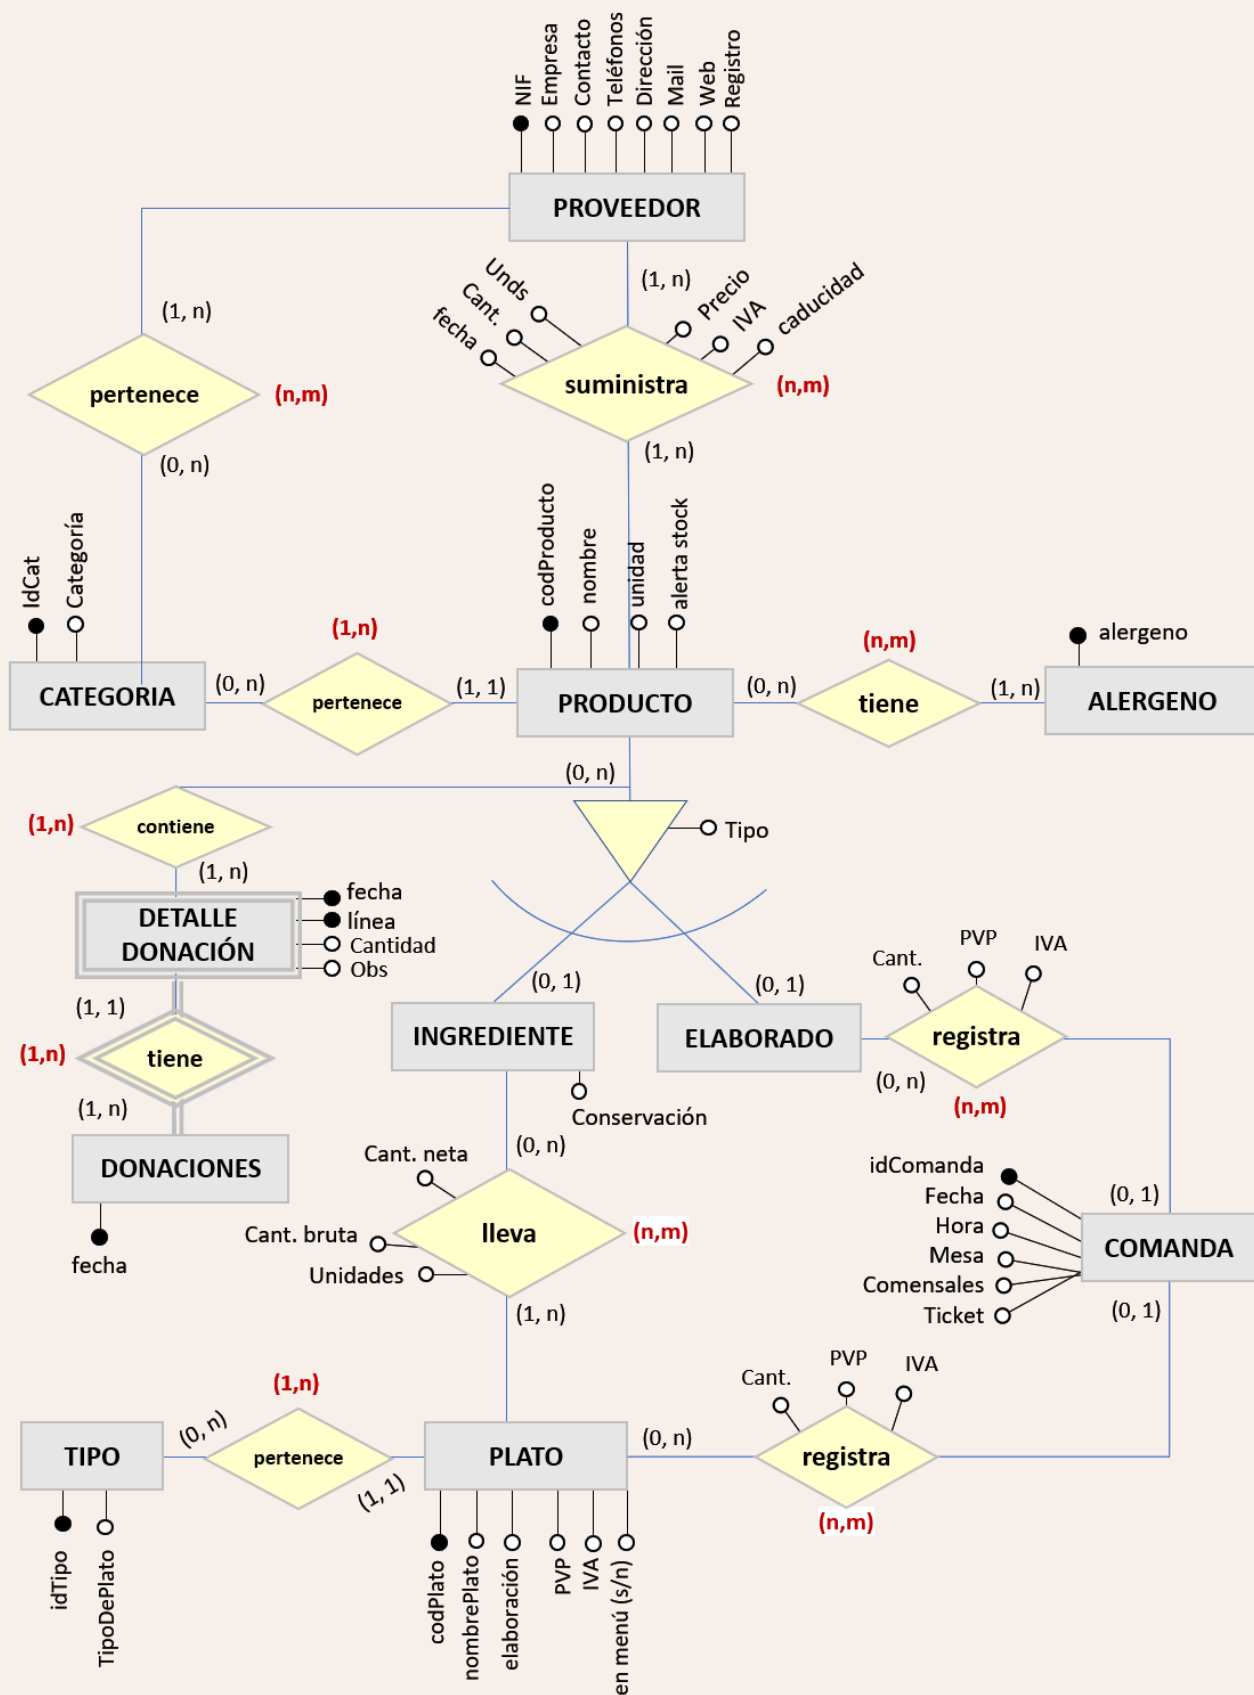 NIF
Empresa
Contacto
Teléfonos
Dirección
Mail
Web
Registro
PROVEEDOR
(1, n)
Unds
Cant.
fecha
Precio
IVA
caducidad
(1, n)
pertenece
(n,m)
suministra
(n,m)
(0, n)
(1, n)
IdCat
Categoría
codProducto
nombre
unidad
alerta stock
alergeno
(1,n)
(n,m)
CATEGORIA
(0, n)
pertenece
(1, 1)
PRODUCTO
(0, n)
tiene
(1, n)
ALERGENO
(0, n)
(1,n)
contiene
Tipo
(1, n)
DETALLE
DONACIÓN
fecha
línea
Cantidad
Obs
(1, 1)
(0, 1)
(0, 1)
Cant.
PVP
IVA
(1,n)
tiene
INGREDIENTE
ELABORADO
registra
(0, n)
(n,m)
(1, n)
Conservación
DONACIONES
fecha
(0, n)
Cant. neta
Cant. bruta
Unidades
lleva
(n,m)
(1, n)
idComanda
Fecha
Hora
Mesa
Comensales
Ticket
(0, 1)
COMANDA
(0, 1)
Cant.
PVP
IVA
(1,n)
TIPO
(0, n)
pertenece
(1, 1)
PLATO
(0, n)
registra
(n,m)
idTipo
TipoDePlato
codPlato
nombrePlato
elaboración
PVP
IVA
en menú (s/n)